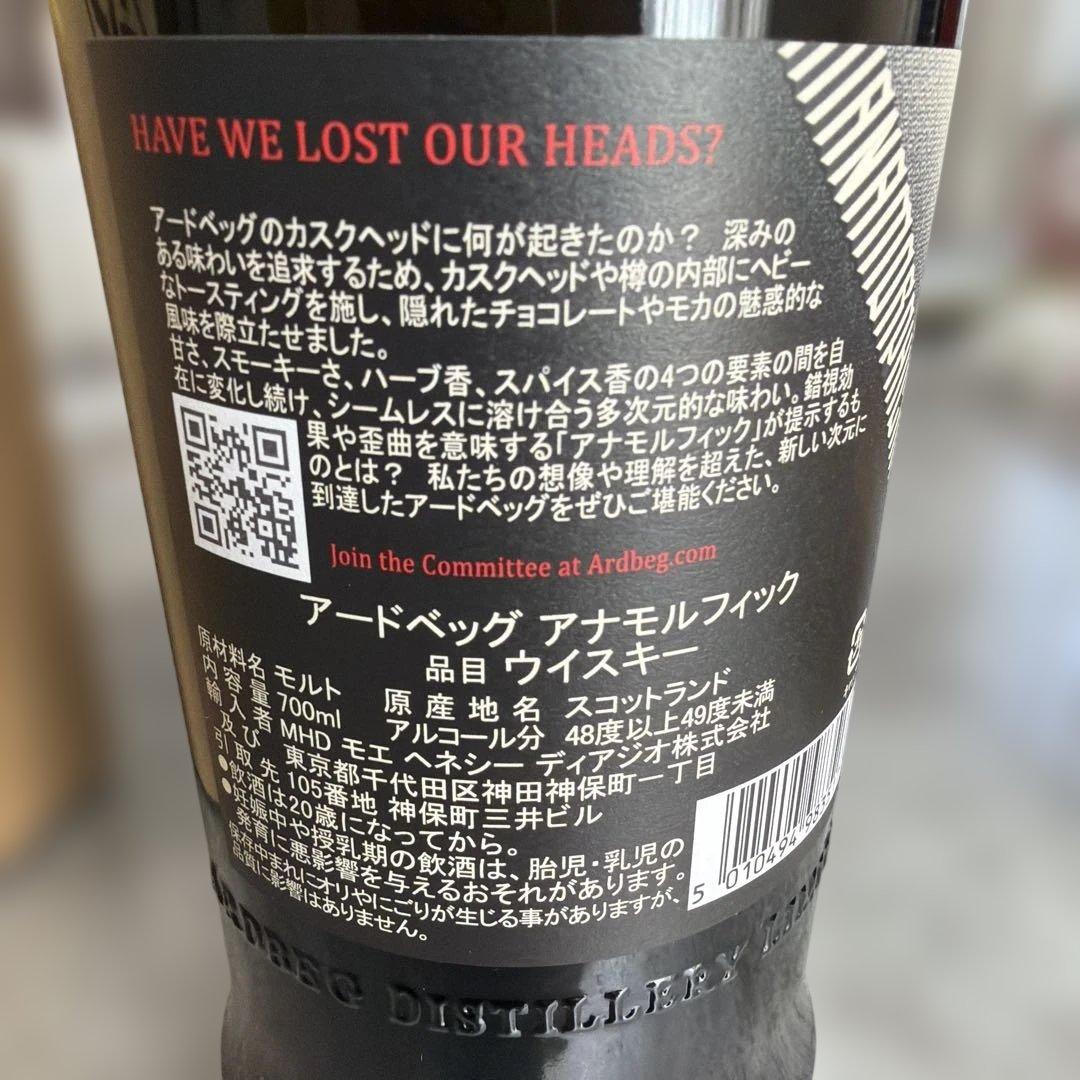 HAVE WE LOST OUR HEADS?
アードベッグのカスクヘッドに何が起きたのか？ 深みの
ある味わいを追求するため、カスクヘッドや樽の内部にヘビー
なトースティングを施し、隠れたチョコレートやモカの魅惑的な
風味を際立たせました。
甘さ、スモーキーさ、ハーブ香、スパイス香の4つの要素の間を自
在に変化し続け、シームレスに溶け合う多次元的な味わい。錯視効
果や歪曲を意味する「アナモルフィック」が提示するも
のとは？ 私たちの想像や理解を超えた、新しい次元に
到達したアードベッグをぜひご堪能ください。
Join the Committee at Ardbeg.com
アードベッグ アナモルフィック
品目 ウイスキー
原材料名 モルト 原産地名 スコットランド
内容量 700ml アルコール分 48度以上49度未満
輸入者 MHD モエ ヘネシー ディアジオ株式会社
及び 東京都千代田区神田神保町一丁目
引取先 105番地 神保町三井ビル
●飲酒は20歳になってから。
●妊娠中や授乳期の飲酒は、胎児・乳児の
発育に悪影響を与えるおそれがあります。
保存中まれにオリやにごりが生じる事がありますが、
品質に影響はありません。
5 010494
DISTILLERY